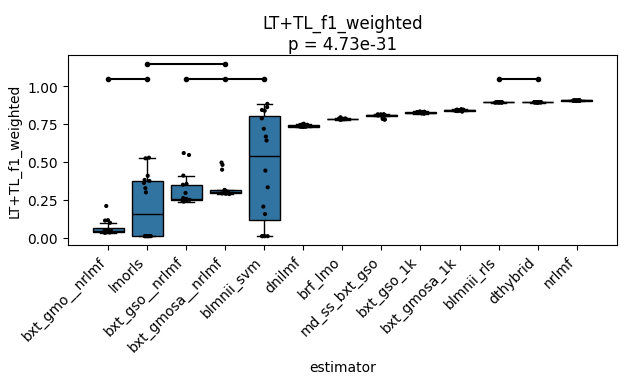 LT+TL_f1_weighted
p = 4.73e-31
LT+TL_f1_weighted
1.00
0.75
0.50
0.25
0.00
bxt_gmo__nrlmf
lmorls
bxt_gso__nrlmf
bxt_gmosa__nrlmf
blmnii_svm
dnilmf
brf_lmo
md_ss_bxt_gso
bxt_gso_1k
bxt_gmosa_1k
blmnii_rls
dthybrid
nrlmf
estimator